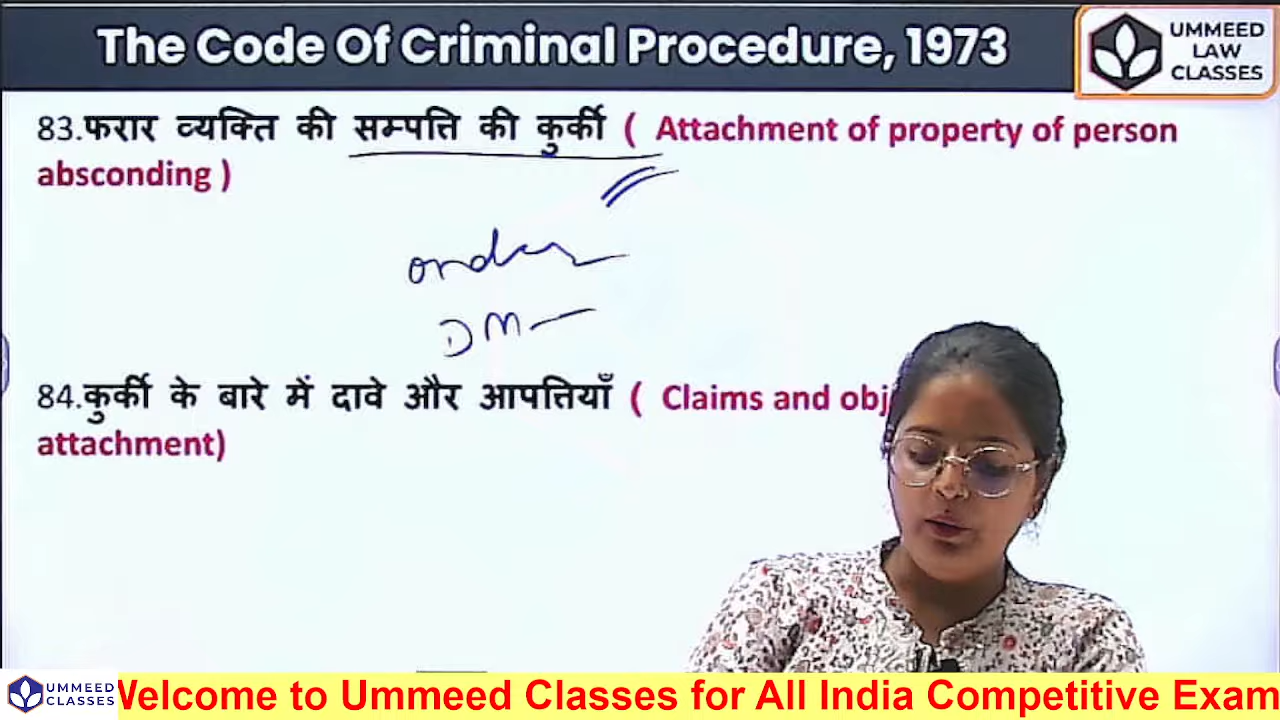 The Code Of Criminal Procedure, 1973
UMMEED
LAW
CLASSES
83.फरार व्यक्ति की सम्पत्ति की कुर्की ( Attachment of property of person
absconding )
order
DM
84.कुर्की के बारे में दावे और आपत्तियाँ ( Claims and obj
attachment)
UMMEED
CLASSES
Welcome to Ummeed Classes for All India Competitive Exam